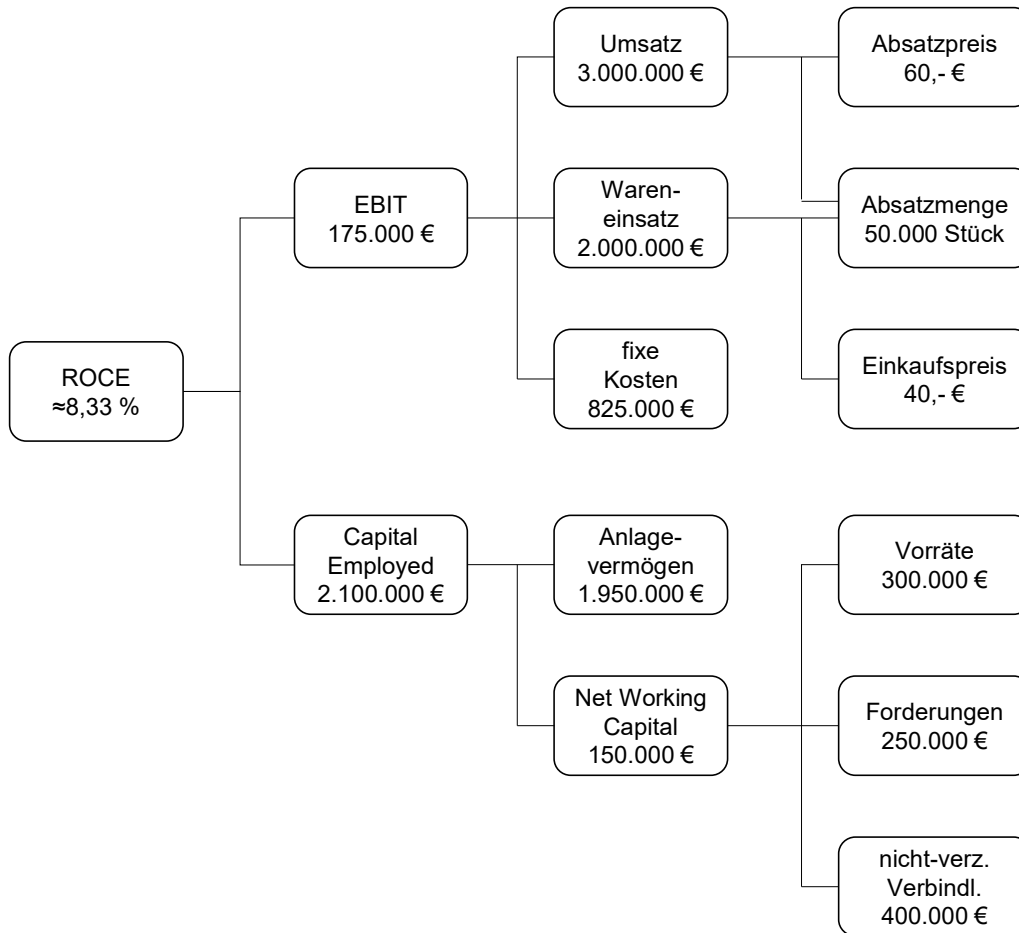 Umsatz
3.000.000 €
Absatzpreis
60,- €
EBIT
175.000 €
Waren-
einsatz
2.000.000 €
Absatzmenge
50.000 Stück
ROCE
≈8,33 %
fixe
Kosten
825.000 €
Einkaufspreis
40,- €
Capital
Employed
2.100.000 €
Anlage-
vermögen
1.950.000 €
Vorräte
300.000 €
Net Working
Capital
150.000 €
Forderungen
250.000 €
nicht-verz.
Verbindl.
400.000 €